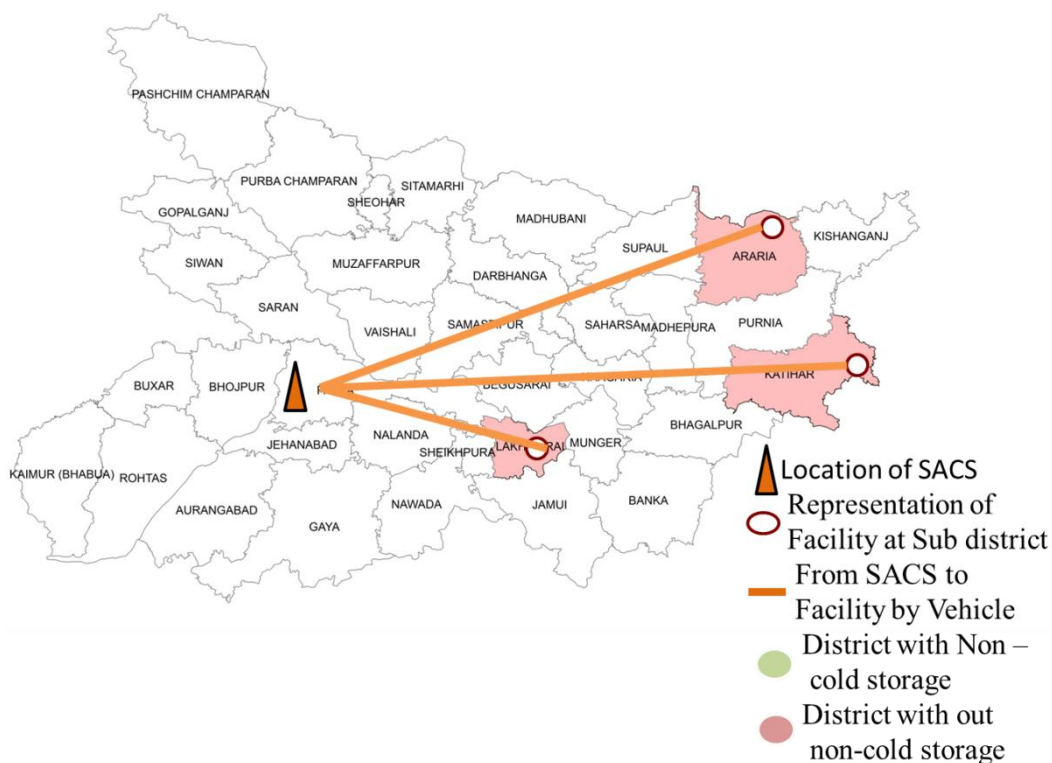 PASHCHIM CHAMPARAN
PURBA CHAMPARAN
SITAMARHI
SHEOHAR
GOPALGANJ
MADHUBANI
KISHANGANJ
SUPAUL
ARARIA
SIWAN
MUZAFFARPUR
DARBHANGA
SARAN
VAISHALI
SAMASTIPUR
SAHARSA
MADHEPURA
PURNIA
BUXAR
BHOJPUR
BEGUSARAI
KATIHAR
BHAGALPUR
JEHANABAD
NALANDA
SHEIKHPURA
MUNGER
KAIMUR (BHABUA)
ROHTAS
AURANGABAD
GAYA
NAWADA
JAMUI
BANKA
Location of SACS
Representation of
Facility at Sub district
From SACS to
Facility by Vehicle
District with Non –
cold storage
District with out
non-cold storage